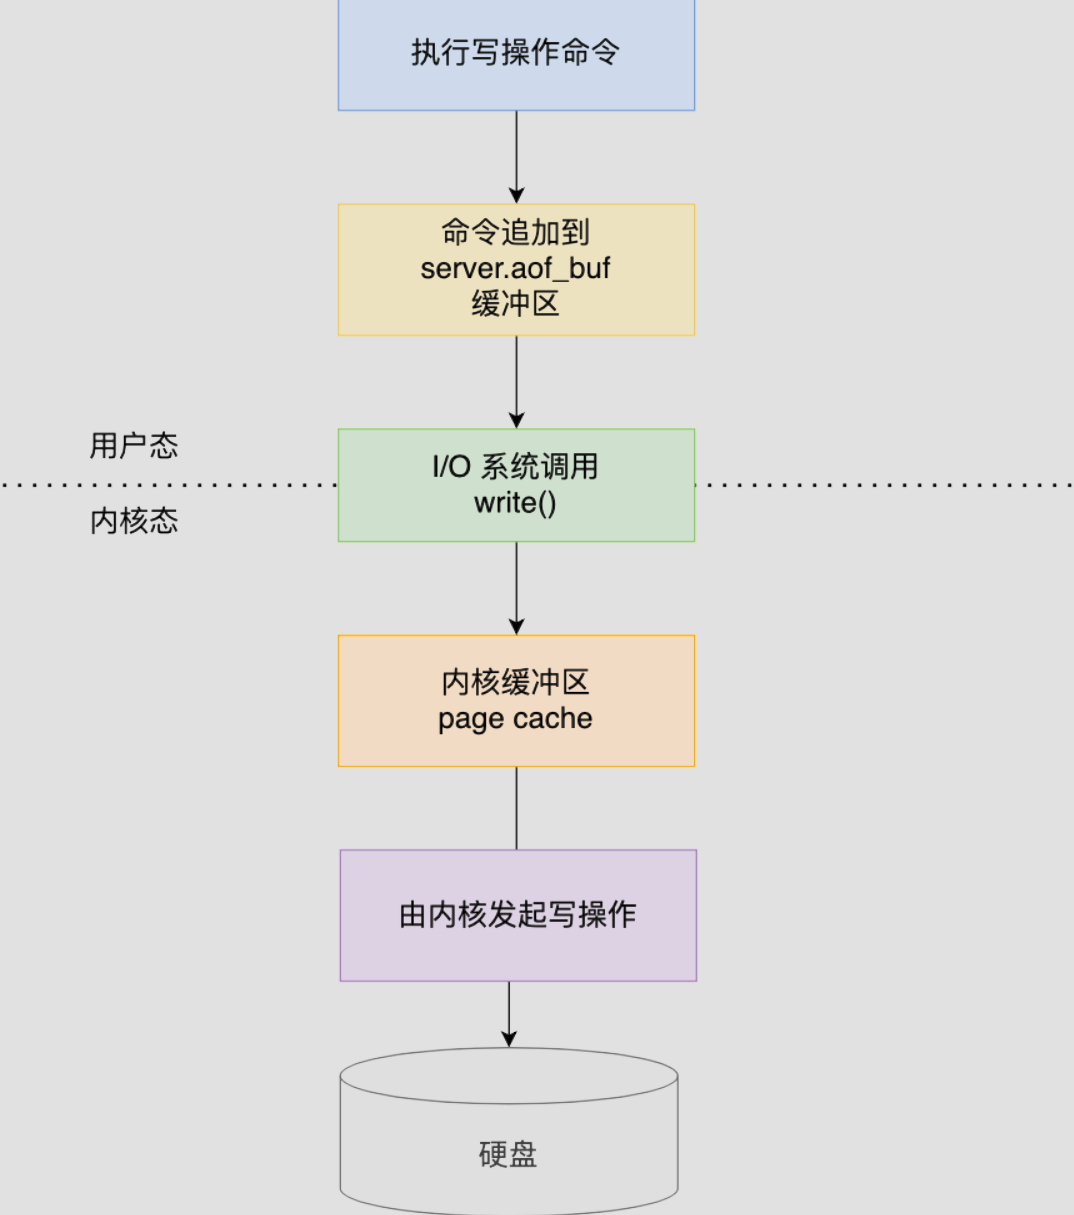 执行写操作命令
命令追加到
server.aof_buf
缓冲区
用户态
I/O 系统调用
write()
内核态
内核缓冲区
page cache
由内核发起写操作
硬盘